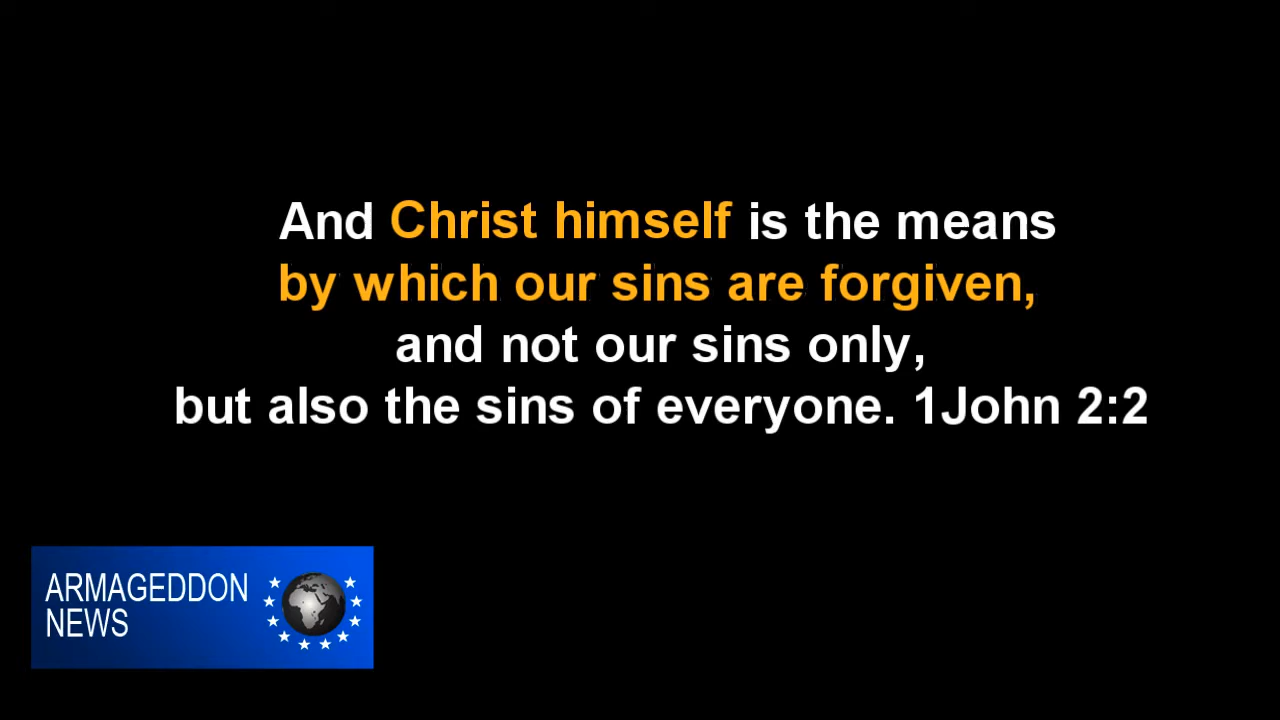 And Christ himself is the means
by which our sins are forgiven,
and not our sins only,
but also the sins of everyone. 1John 2:2
ARMAGEDDON
NEWS